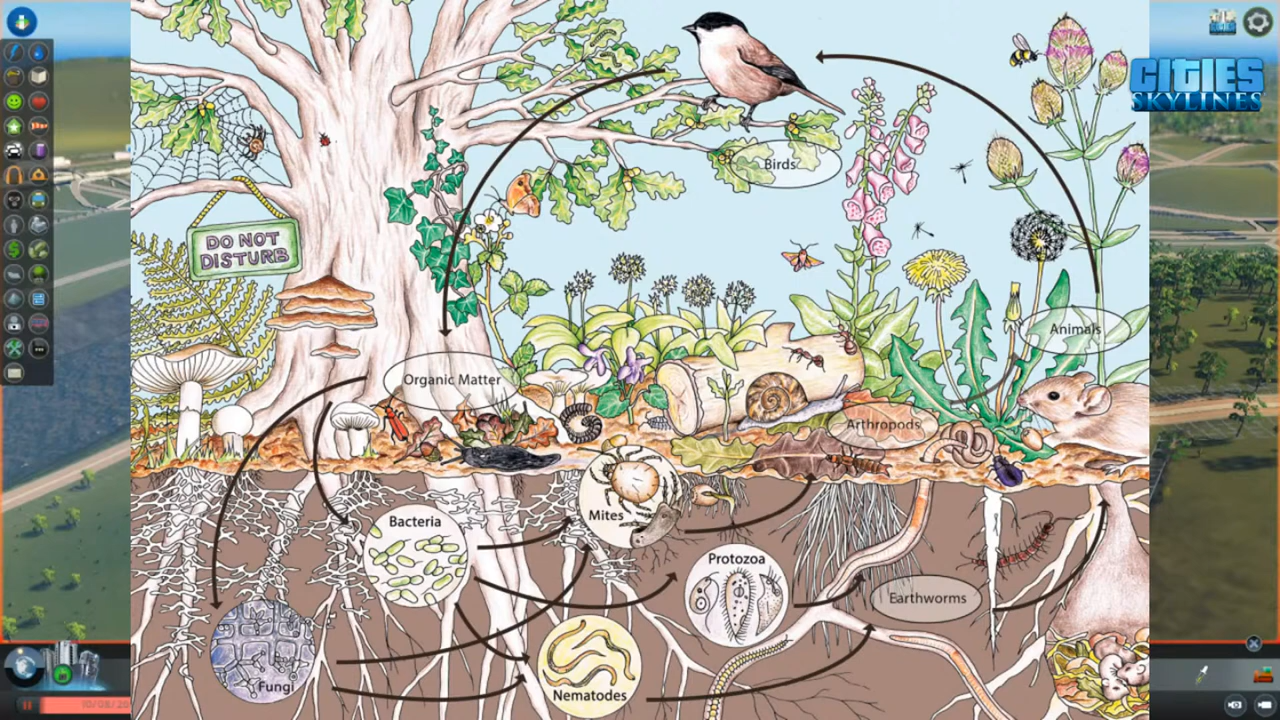 CITIES
SKYLINES
Birds
DO NOT
DISTURB
Animals
Organic Matter
Arthropods
Bacteria
Mites
Protozoa
Earthworms
Fungi
Nematodes